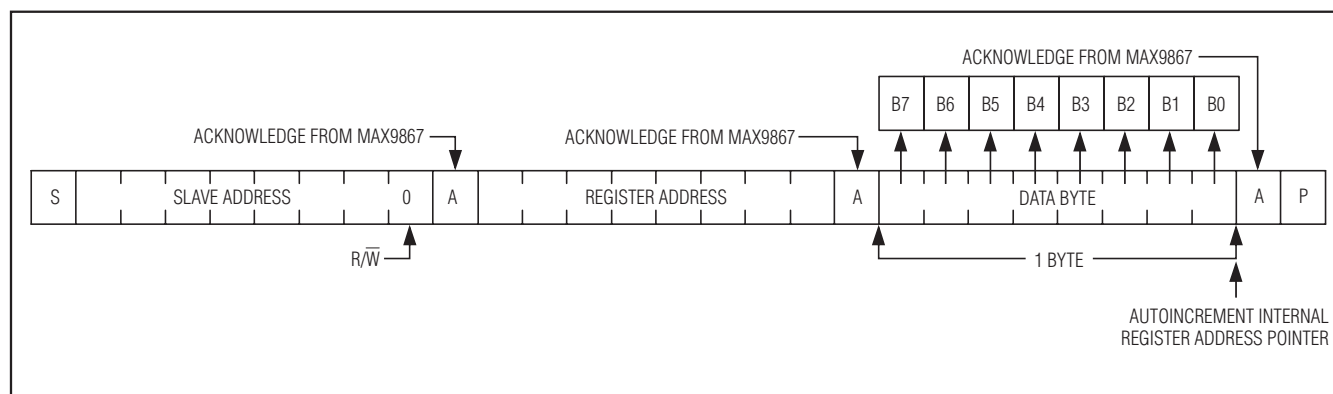 ACKNOWLEDGE FROM MAX9867
B7 B6 B5 B4 B3 B2 B1 B0
ACKNOWLEDGE FROM MAX9867 ACKNOWLEDGE FROM MAX9867
S SLAVE ADDRESS 0 A REGISTER ADDRESS A DATA BYTE A P
R/W̅ 1 BYTE
AUTOINCREMENT INTERNAL
REGISTER ADDRESS POINTER